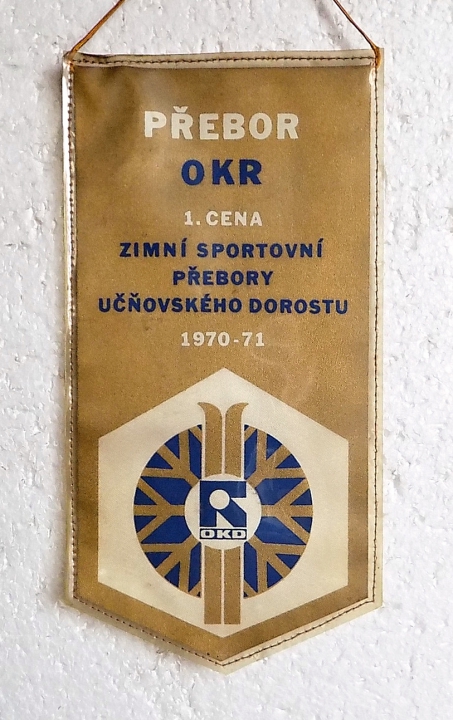 PŘEBOR
OKR
1. CENA
ZIMNÍ SPORTOVNÍ
PŘEBORY
UČŇOVSKÉHO DOROSTU
1970-71
OKD